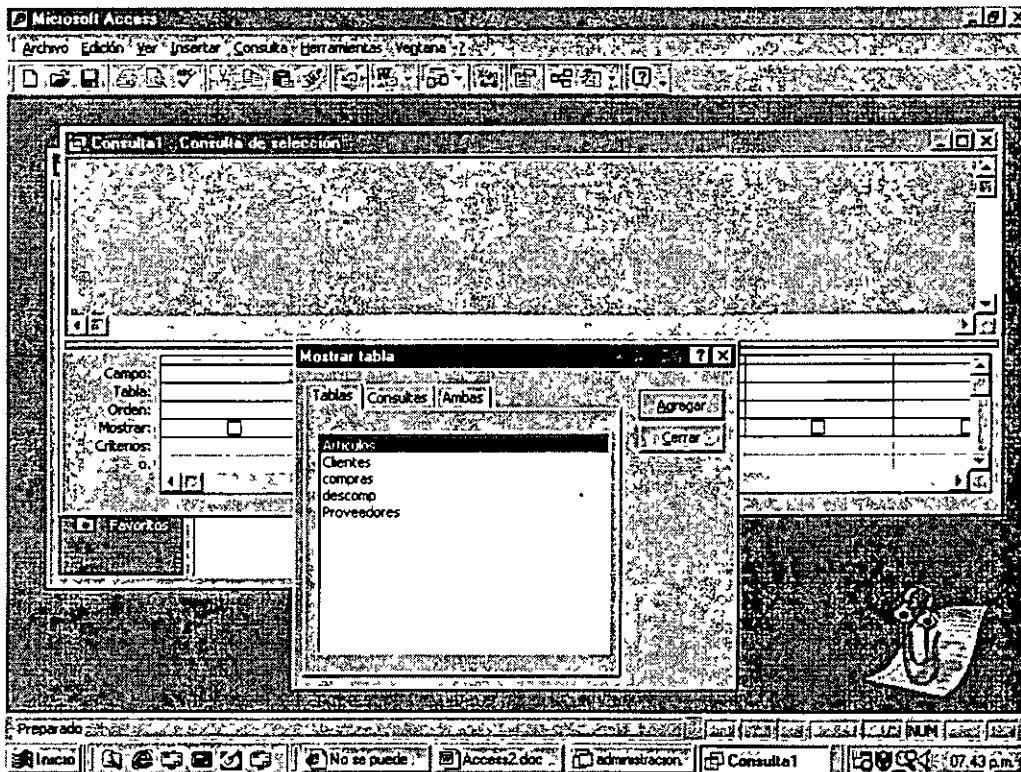 Microsoft Access
Archivo Edición Ver Insertar Consulta Herramientas Ventana ?
Consulta1 : Consulta de selección
Campo:
Tabla:
Orden:
Mostrar:
Criterios:
o:
Mostrar tabla
Tablas Consultas Ambas
Agregar
Cerrar
Artículos
Clientes
compras
descomp
Proveedores
Favoritos
Preparado
NUM
Inicio
No se puede
Access2.doc
administracion
Consulta1
07.43 p.m.